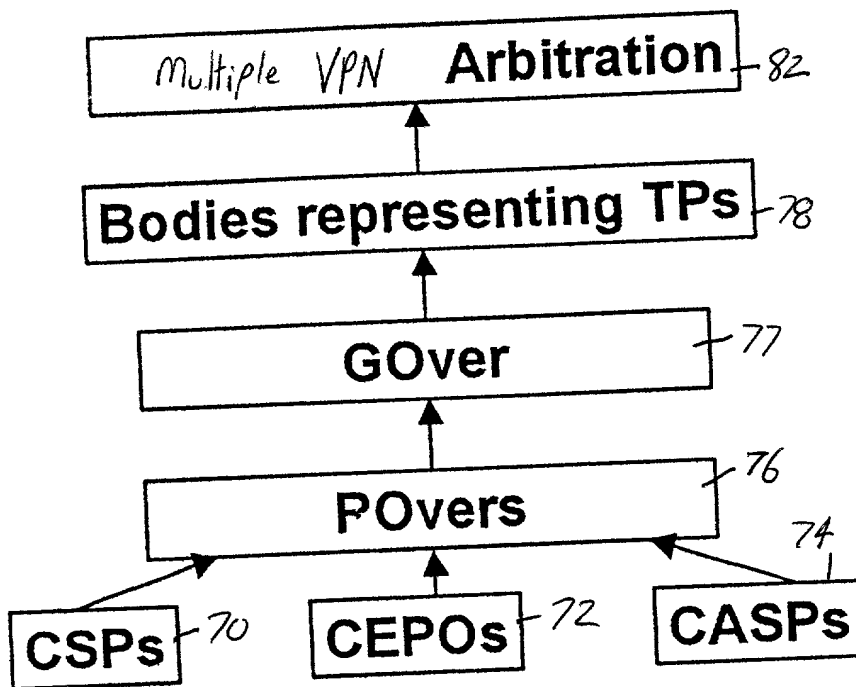 Multiple VPN Arbitration 82
Bodies representing TPs 78
GOver 77
POvers 76
74
CSPs 70 CEPOs 72 CASPs